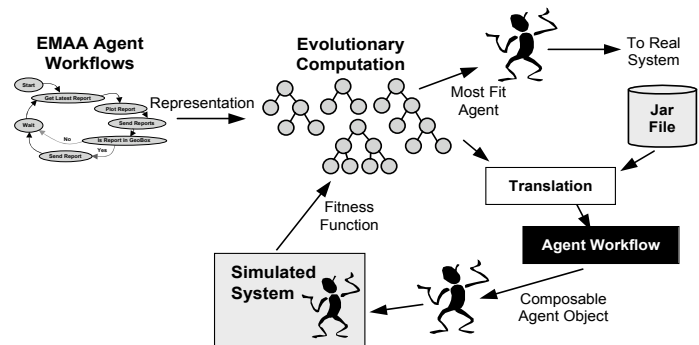 EMAA Agent
Workflows
Start
Get Latest Report
Plot Report
Send Reports
Is Report in GeoBox
No
Yes
Wait
Send Report
Representation
Evolutionary
Computation
Most Fit
Agent
To Real
System
Jar
File
Translation
Agent Workflow
Composable
Agent Object
Simulated
System
Fitness
Function